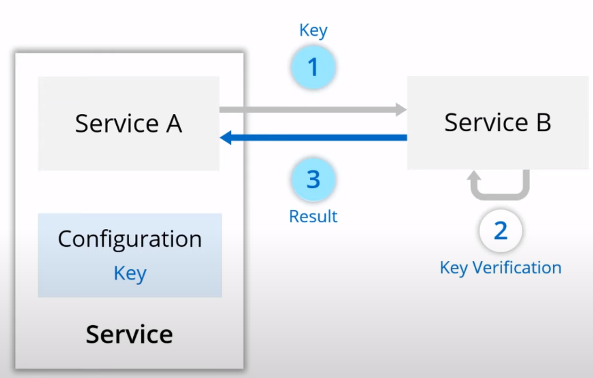 Key
1
Service A
Service B
3
Result
2
Key Verification
Configuration
Key
Service